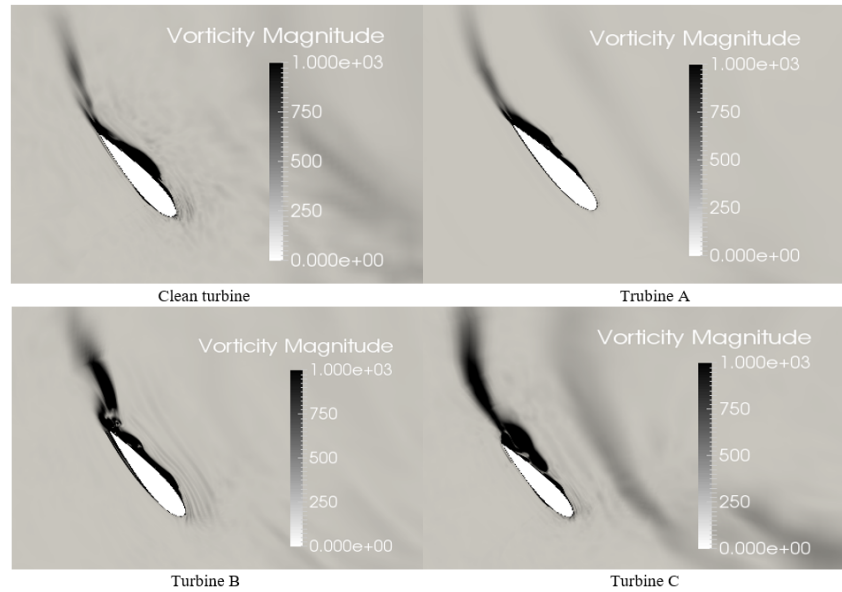 Vorticity Magnitude
1.000e+03
750
500
250
0.000e+00
Clean turbine
Vorticity Magnitude
1.000e+03
750
500
250
0.000e+00
Trubine A
Vorticity Magnitude
1.000e+03
750
500
250
0.000e+00
Turbine B
Vorticity Magnitude
1.000e+03
750
500
250
0.000e+00
Turbine C